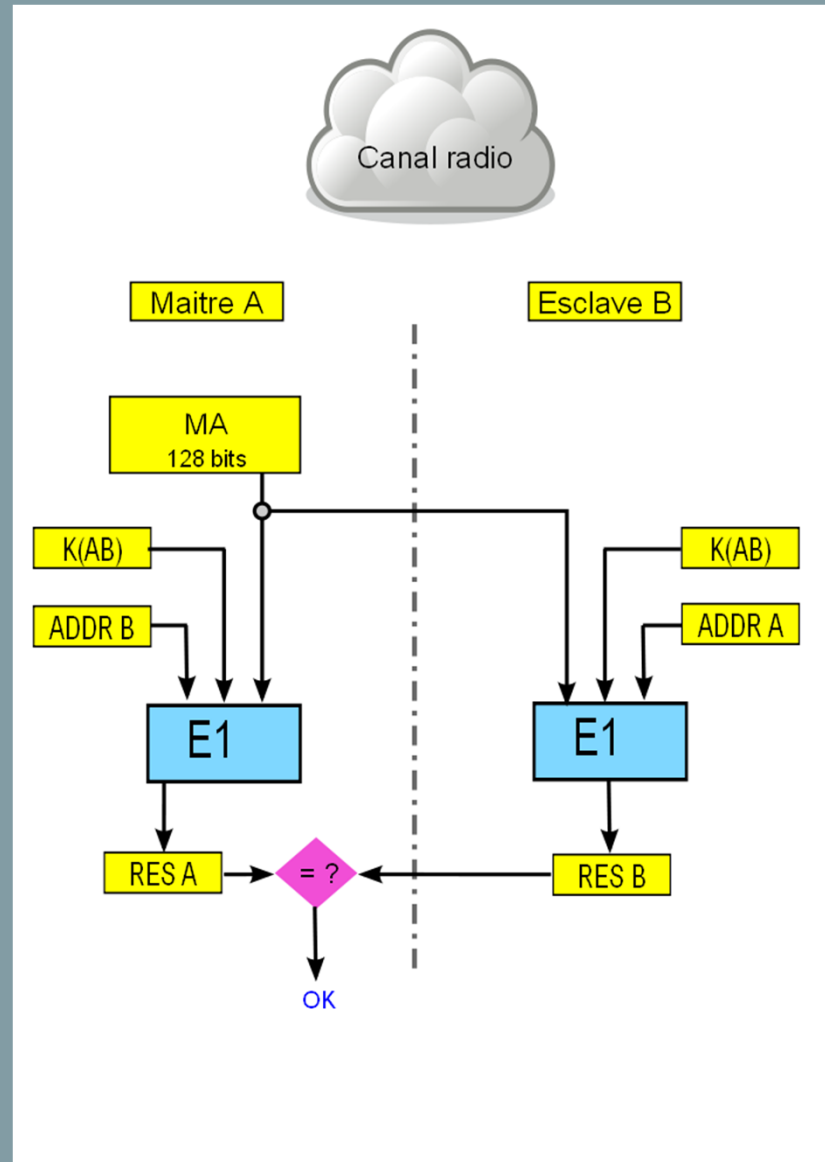 Canal radio
Maitre A
Esclave B
MA
128 bits
K(AB)
K(AB)
ADDR B
ADDR A
E1
E1
RES A
= ?
RES B
OK